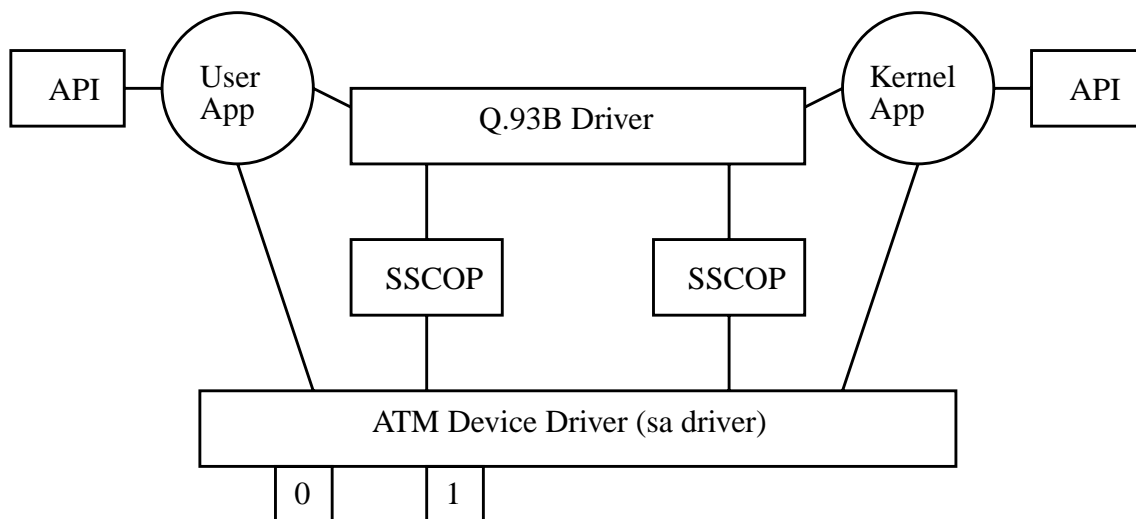 API
User
App
Q.93B Driver
Kernel
App
API
SSCOP
SSCOP
ATM Device Driver (sa driver)
0
1